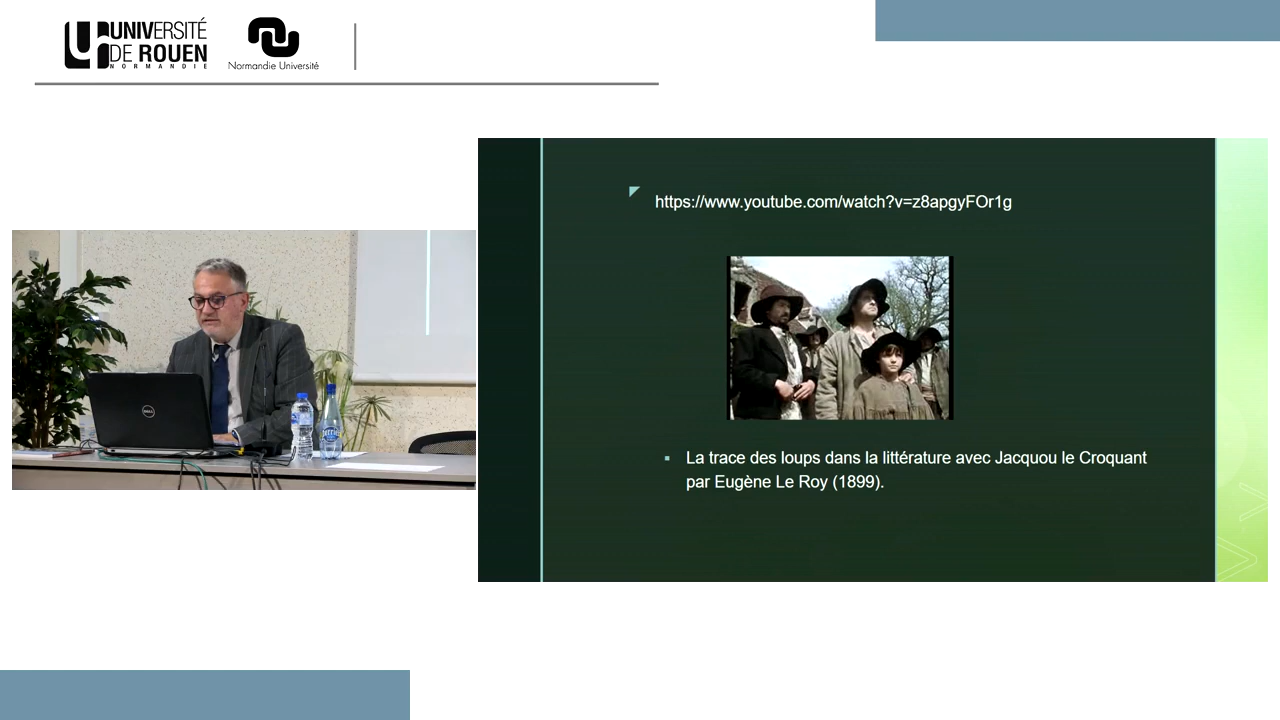 UNIVERSITÉ
DE ROUEN
NORMANDIE
Normandie Université
https://www.youtube.com/watch?v=z8apgyFOr1g
DELL
La trace des loups dans la littérature avec Jacquou le Croquant
par Eugène Le Roy (1899).